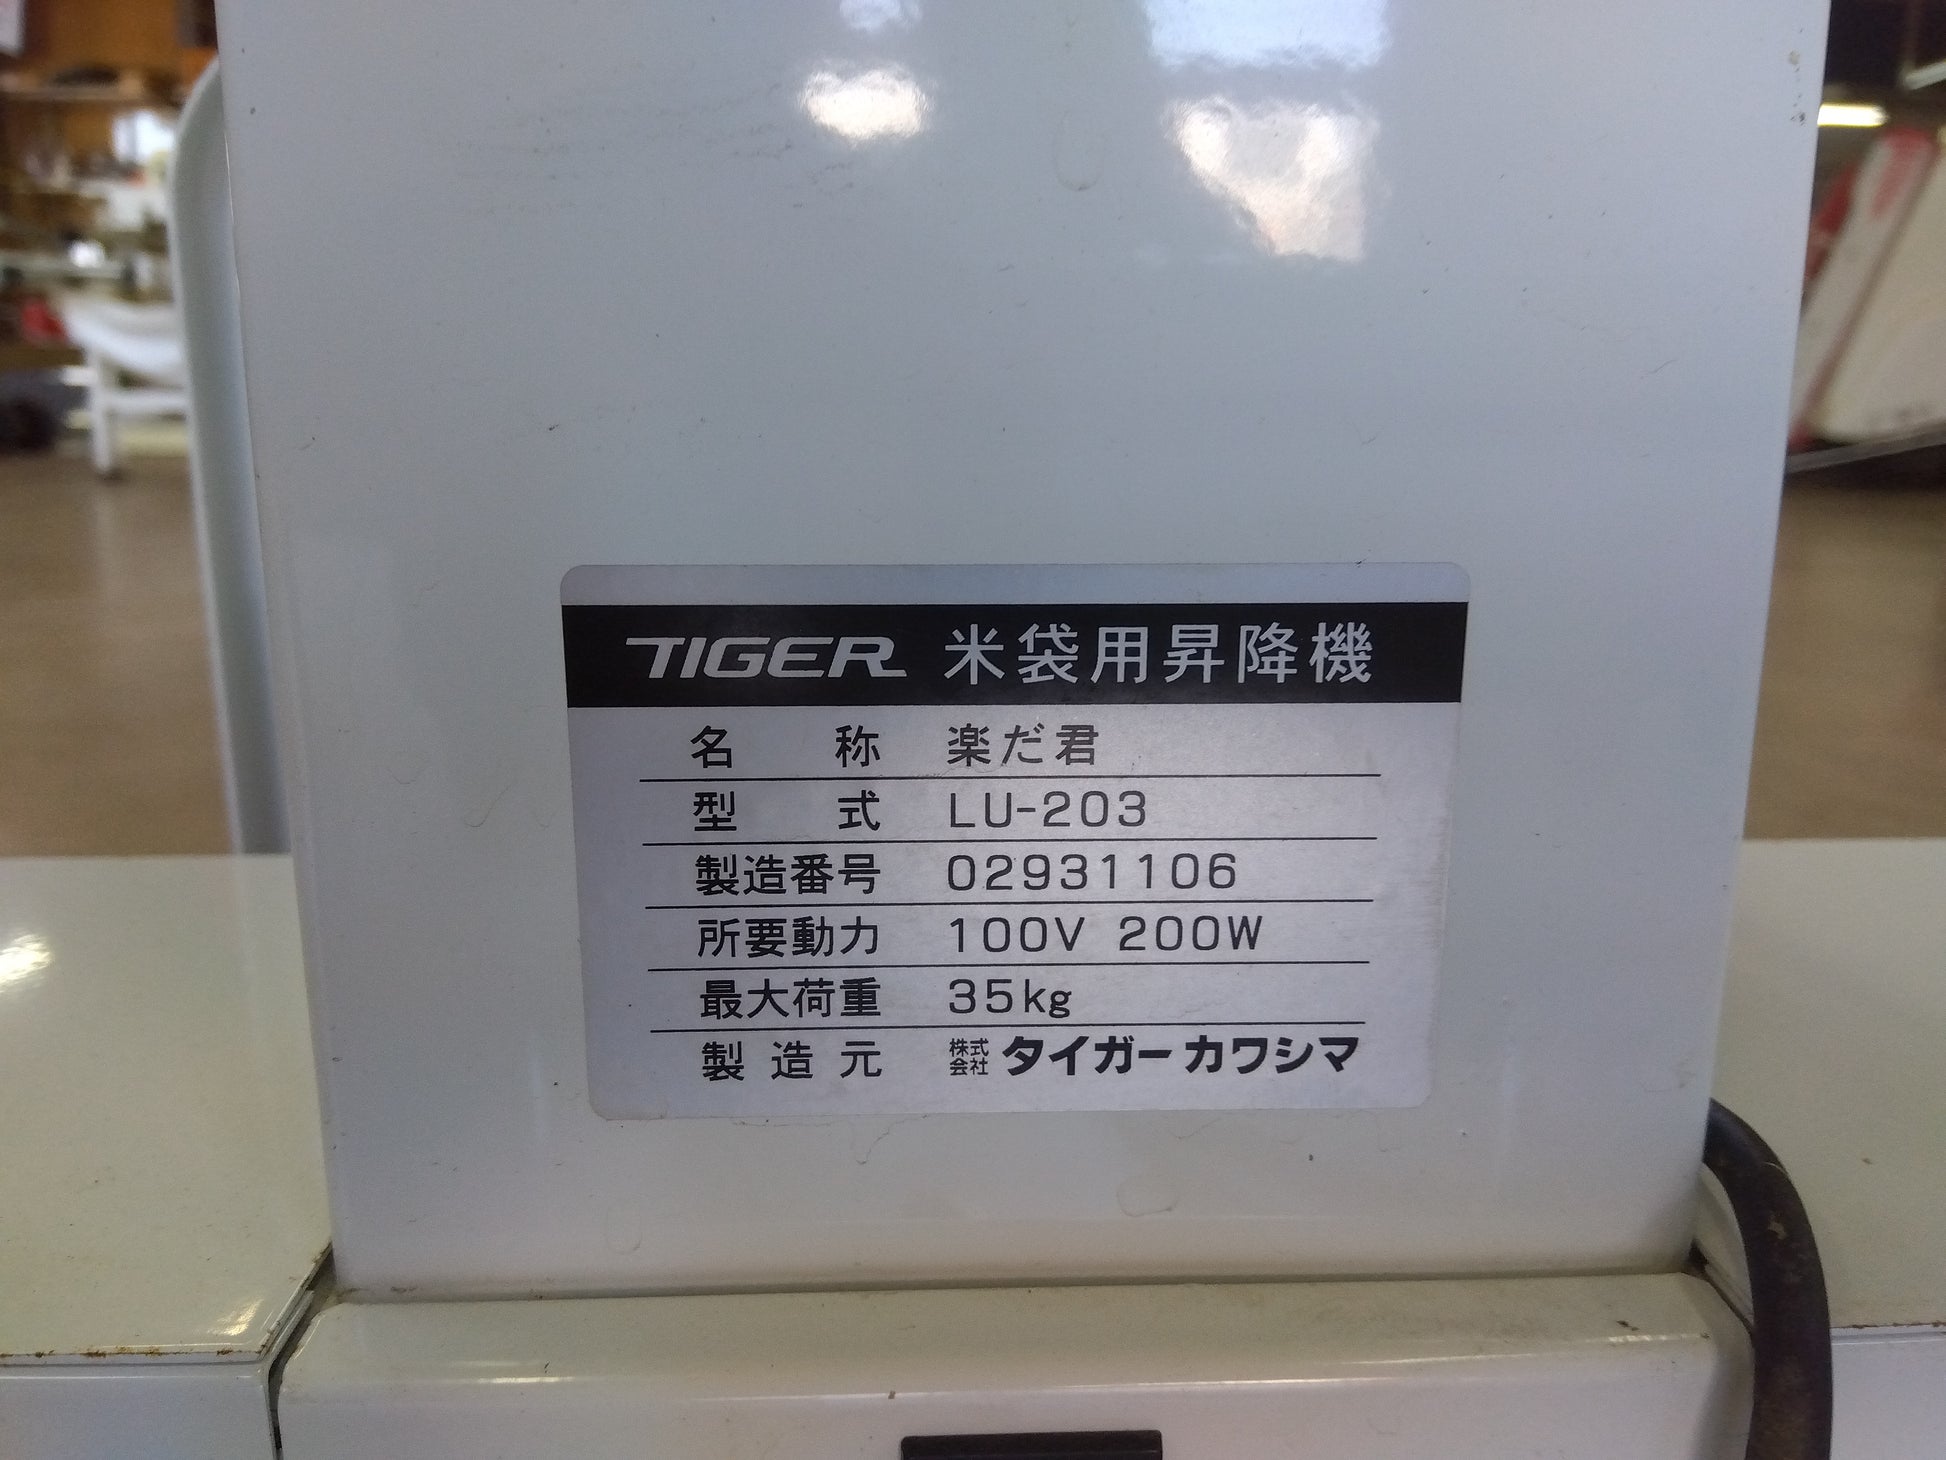 TIGER 米袋用昇降機
名称 楽だ君
型式 LU-203
製造番号 02931106
所要動力 100V 200W
最大荷重 35kg
製造元 株式会社 タイガーカワシマ